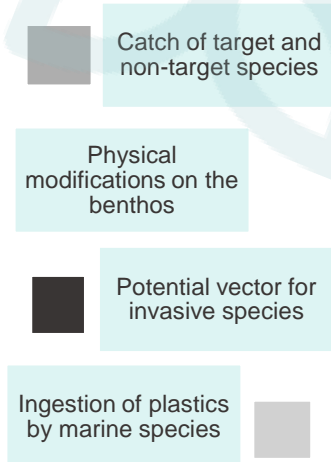 Catch of target and
non-target species
Physical
modifications on the
benthos
Potential vector for
invasive species
Ingestion of plastics
by marine species